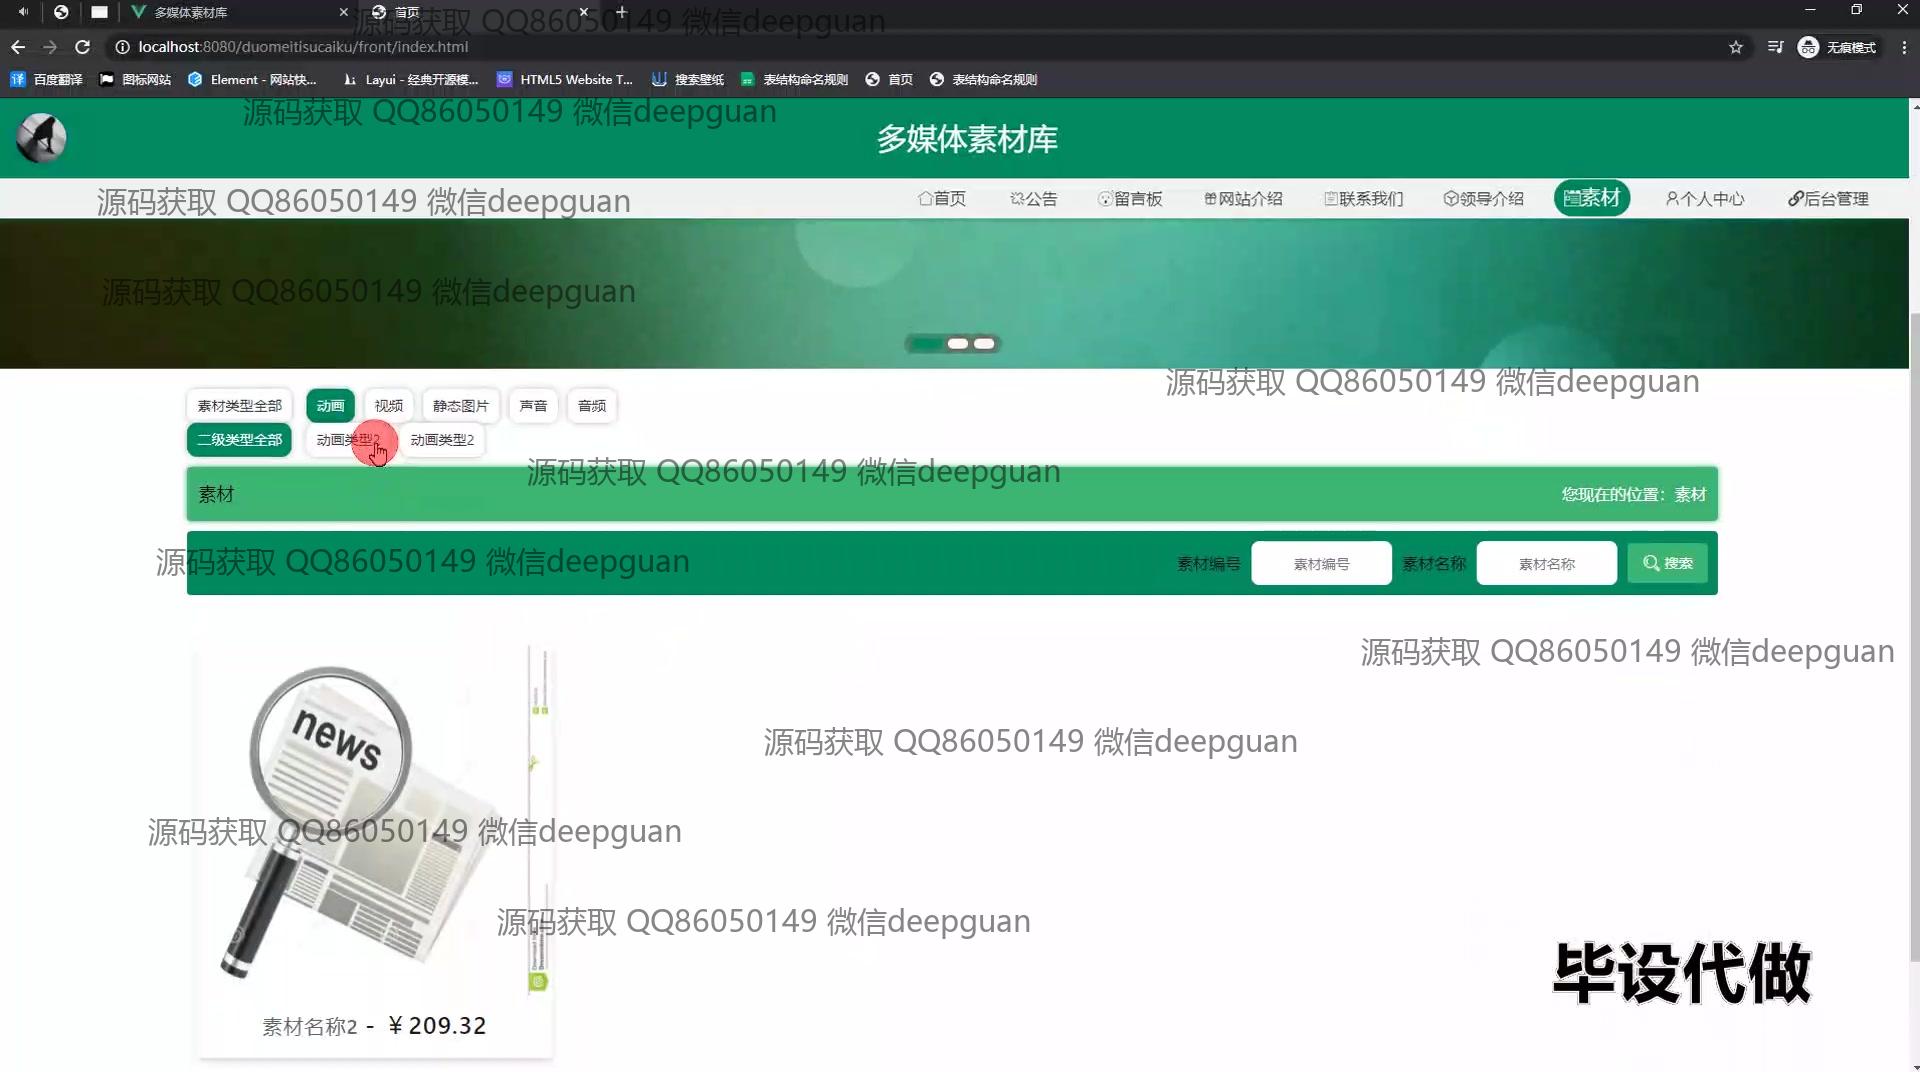 多媒体素材库
首页
源码获取 QQ86050149 微信deepguan
localhost:8080/duomeitisucaiku/front/index.html
无痕模式
百度翻译
图标网站
Element - 网站快...
Layui - 经典开源模...
HTML5 Website T...
搜索壁纸
表结构命名规则
首页
表结构命名规则
源码获取 QQ86050149 微信deepguan
多媒体素材库
源码获取 QQ86050149 微信deepguan
首页
公告
留言板
网站介绍
联系我们
领导介绍
素材
个人中心
后台管理
源码获取 QQ86050149 微信deepguan
源码获取 QQ86050149 微信deepguan
素材类型全部
动画
视频
静态图片
声音
音频
二级类型全部
动画类型2
动画类型2
源码获取 QQ86050149 微信deepguan
素材
您现在的位置：素材
源码获取 QQ86050149 微信deepguan
素材编号
素材编号
素材名称
素材名称
搜索
源码获取 QQ86050149 微信deepguan
news
源码获取 QQ86050149 微信deepguan
源码获取 QQ86050149 微信deepguan
源码获取 QQ86050149 微信deepguan
毕设代做
素材名称2 - ￥209.32